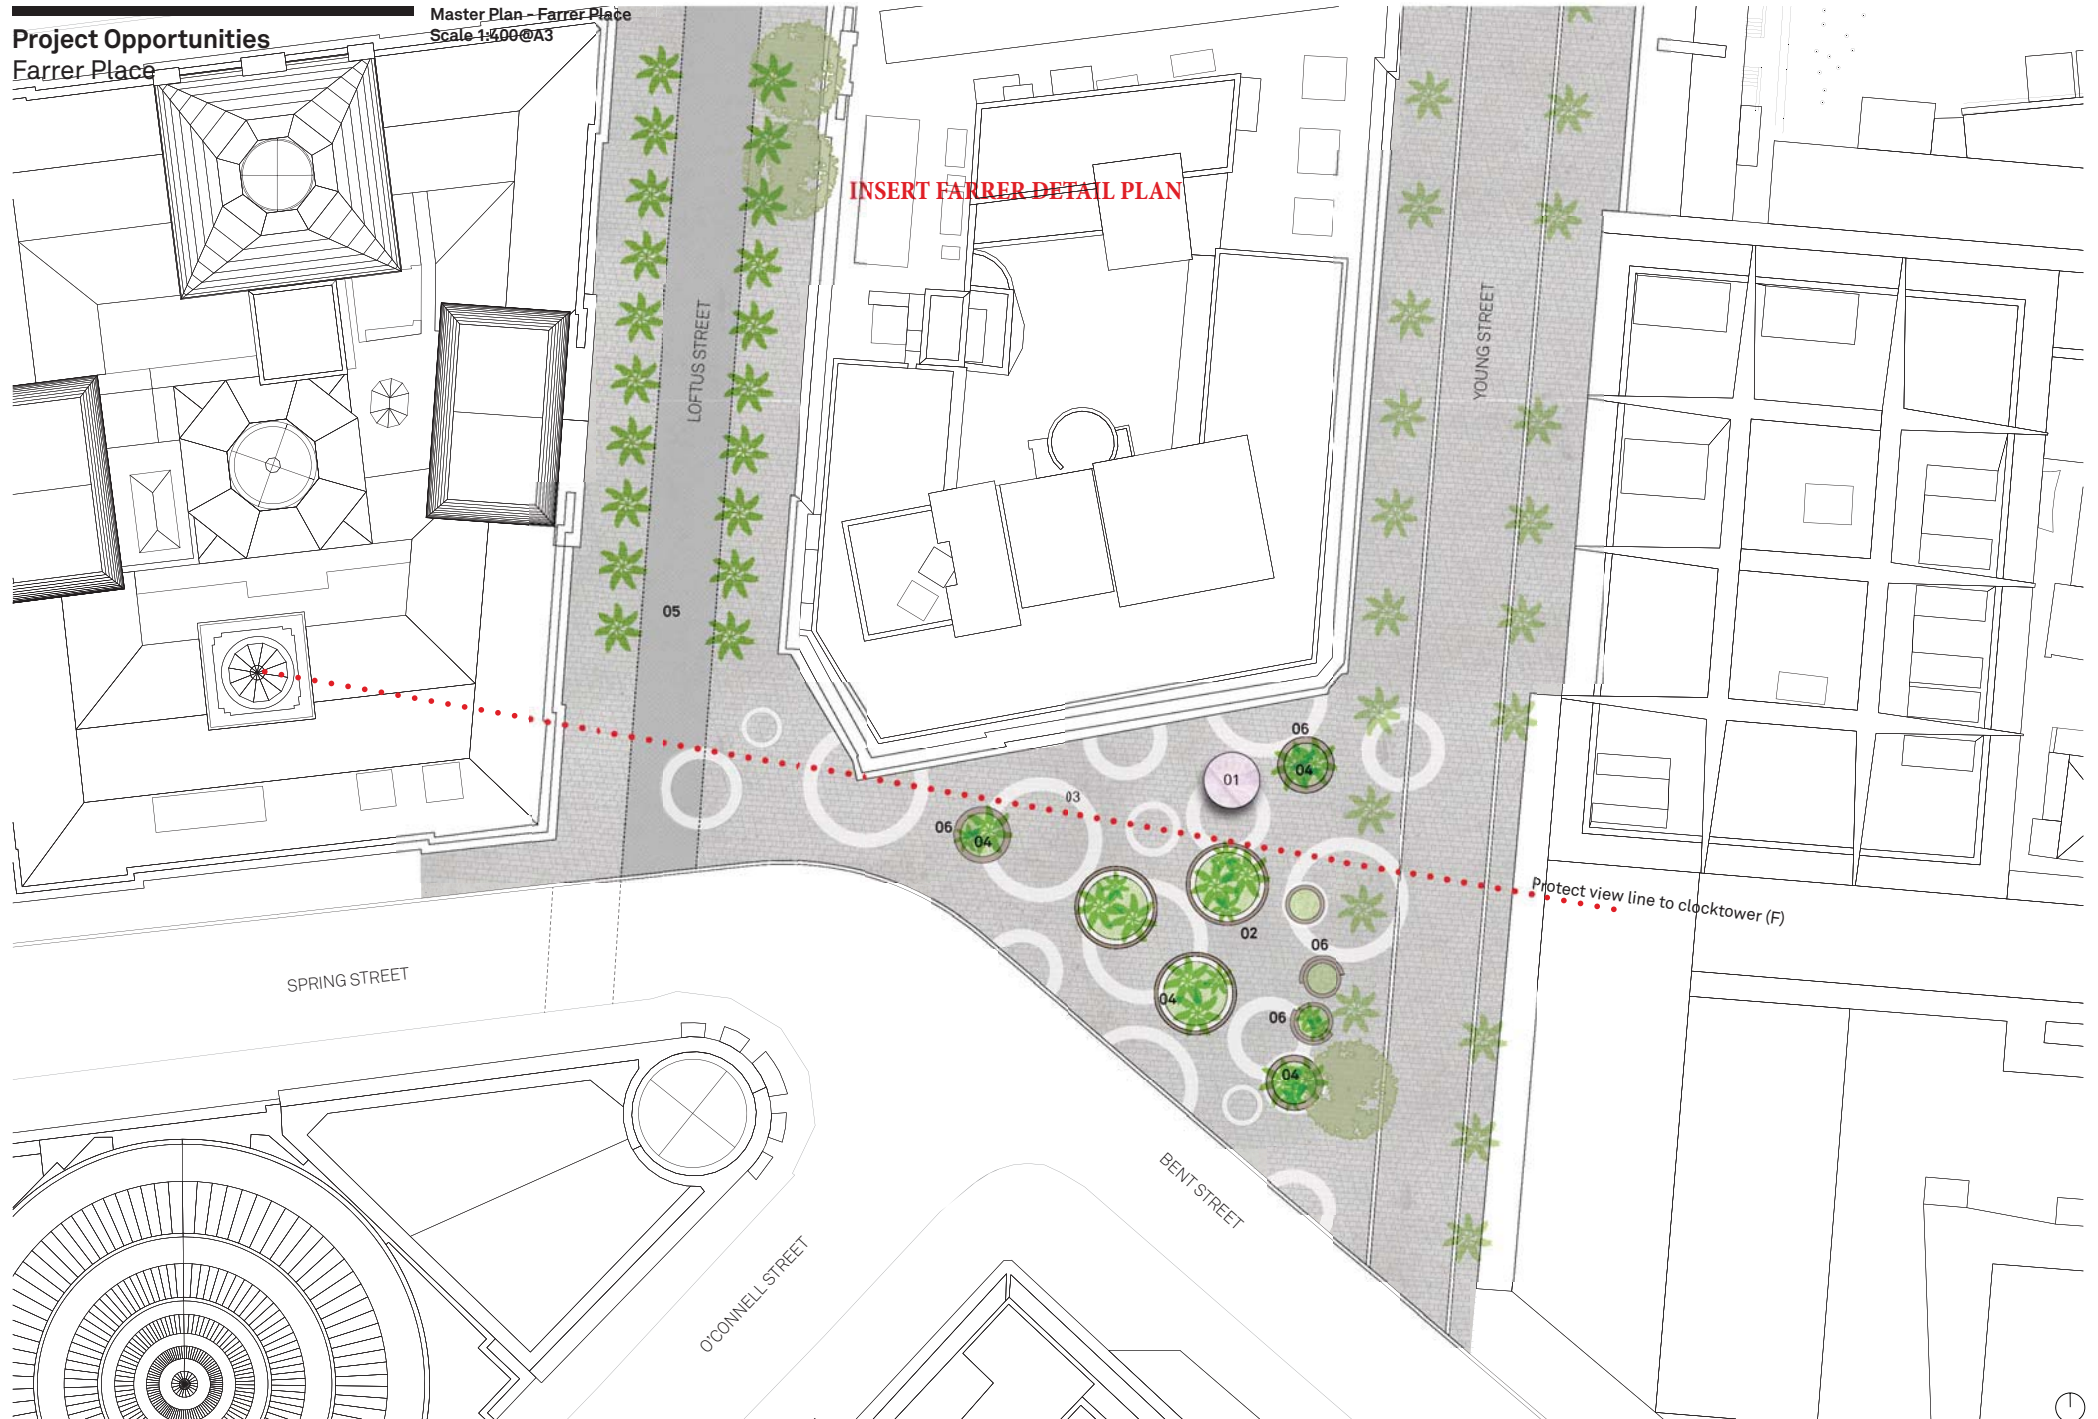 Master Plan - Farrer Place
Scale 1:400@A3
Project Opportunities
Farrer Place
INSERT FARRER DETAIL PLAN
LOFTUS STREET
YOUNG STREET
05
06
04
01
03
06
04
02
06
04
06
04
Protect view line to clocktower (F)
SPRING STREET
BENT STREET
O'CONNELL STREET